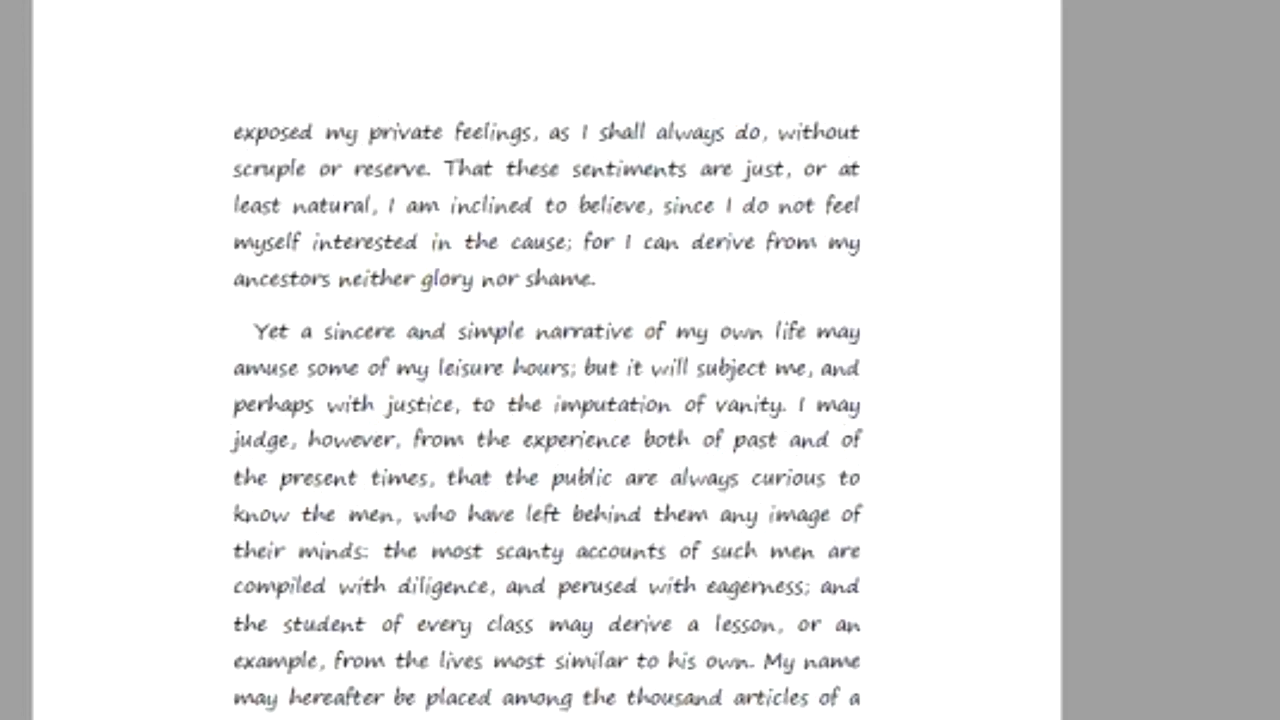 exposed my private feelings, as I shall always do, without
scruple or reserve. That these sentiments are just, or at
least natural, I am inclined to believe, since I do not feel
myself interested in the cause; for I can derive from my
ancestors neither glory nor shame.
Yet a sincere and simple narrative of my own life may
amuse some of my leisure hours; but it will subject me, and
perhaps with justice, to the imputation of vanity. I may
judge, however, from the experience both of past and of
the present times, that the public are always curious to
know the men, who have left behind them any image of
their minds: the most scanty accounts of such men are
compiled with diligence, and perused with eagerness; and
the student of every class may derive a lesson, or an
example, from the lives most similar to his own. My name
may hereafter be placed among the thousand articles of a